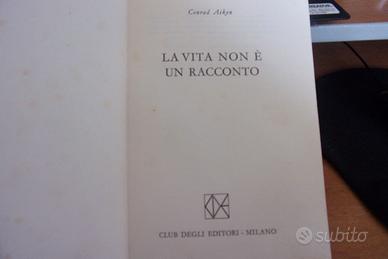 Conrad Aiken
LA VITA NON È
UN RACCONTO
CLUB DEGLI EDITORI - MILANO
subito